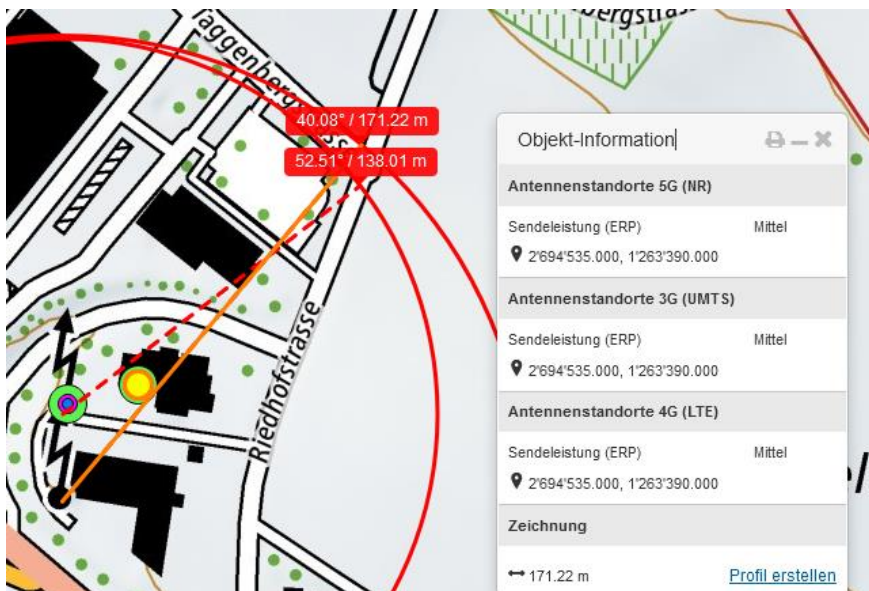 aggenbergstrasse
bergstrasse
40.08° / 171.22 m
52.51° / 138.01 m
Riedhofstrasse
Objekt-Information
Antennenstandorte 5G (NR)
Sendeleistung (ERP) Mittel
2'694'535.000, 1'263'390.000
Antennenstandorte 3G (UMTS)
Sendeleistung (ERP) Mittel
2'694'535.000, 1'263'390.000
Antennenstandorte 4G (LTE)
Sendeleistung (ERP) Mittel
2'694'535.000, 1'263'390.000
Zeichnung
171.22 m Profil erstellen